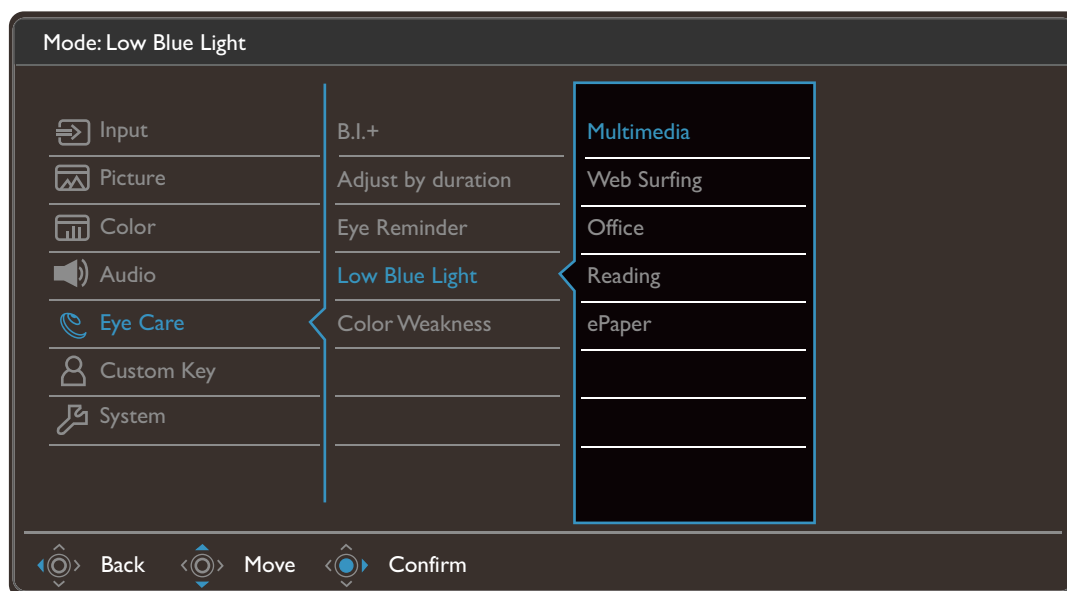 Mode: Low Blue Light
Input
Picture
Color
Audio
Eye Care
Custom Key
System
B.I.+
Adjust by duration
Eye Reminder
Low Blue Light
Color Weakness
Multimedia
Web Surfing
Office
Reading
ePaper
Back Move Confirm